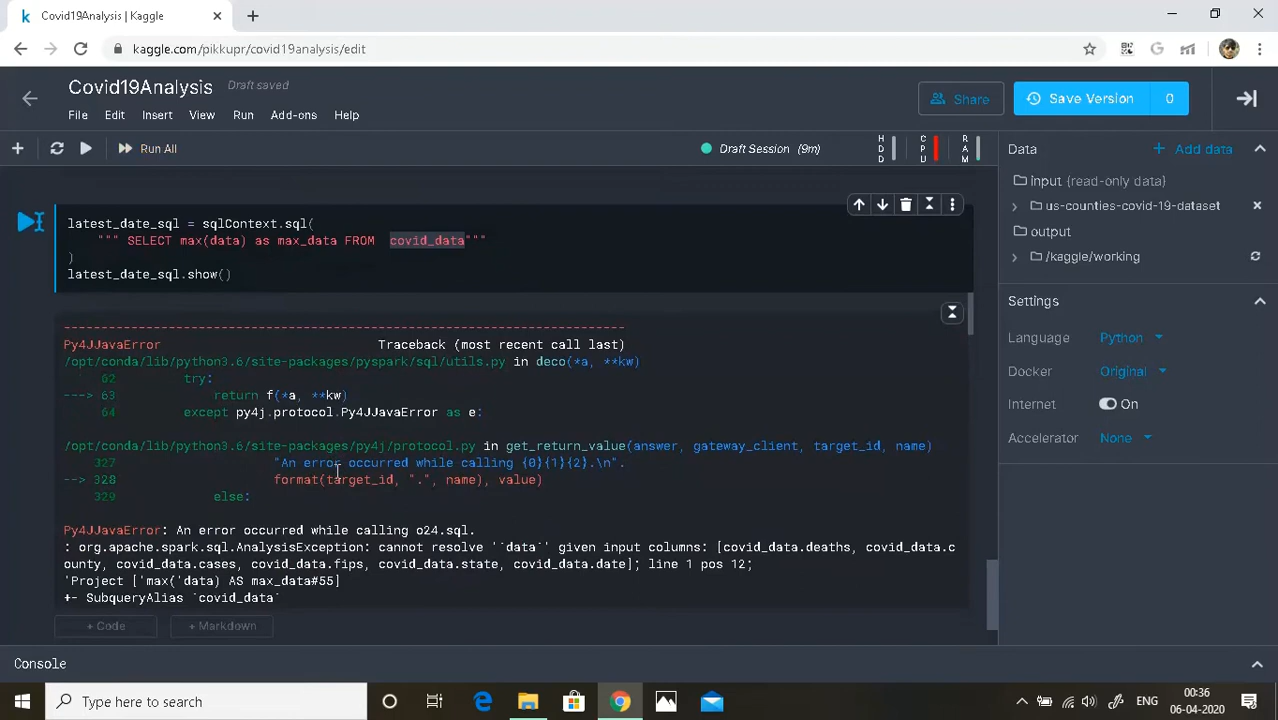 Covid19Analysis | Kaggle
kaggle.com/pikkupr/covid19analysis/edit
Covid19Analysis Draft saved
File Edit Insert View Run Add-ons Help
Share
Save Version 0
Run All
Draft Session (9m)
HDD CPU RAM
Data
Add data
input (read-only data)
us-counties-covid-19-dataset
output
/kaggle/working
Settings
Language Python
Docker Original
Internet On
Accelerator None
latest_date_sql = sqlContext.sql(
""" SELECT max(data) as max_data FROM covid_data"""
)
latest_date_sql.show()
---------------------------------------------------------------------------
Py4JJavaError Traceback (most recent call last)
/opt/conda/lib/python3.6/site-packages/pyspark/sql/utils.py in deco(*a, **kw)
62 try:
---> 63 return f(*a, **kw)
64 except py4j.protocol.Py4JJavaError as e:
/opt/conda/lib/python3.6/site-packages/py4j/protocol.py in get_return_value(answer, gateway_client, target_id, name)
327 "An error occurred while calling {0}{1}{2}.\n".
--> 328 format(target_id, ".", name), value)
329 else:
Py4JJavaError: An error occurred while calling o24.sql.
: org.apache.spark.sql.AnalysisException: cannot resolve '`data`' given input columns: [covid_data.deaths, covid_data.c
ounty, covid_data.cases, covid_data.fips, covid_data.state, covid_data.date]; line 1 pos 12;
'Project ['max('data) AS max_data#55]
+- SubqueryAlias `covid_data`
+ Code + Markdown
Console
Type here to search
ENG
00:36
06-04-2020